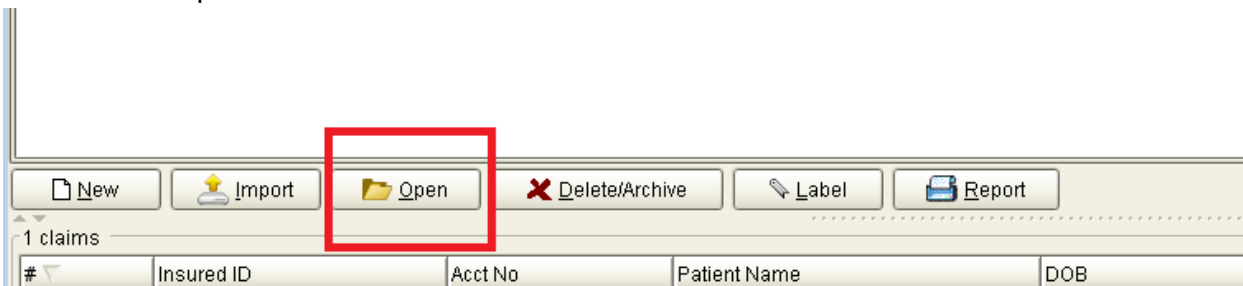 New Import Open Delete/Archive Label Report
1 claims
# Insured ID Acct No Patient Name DOB